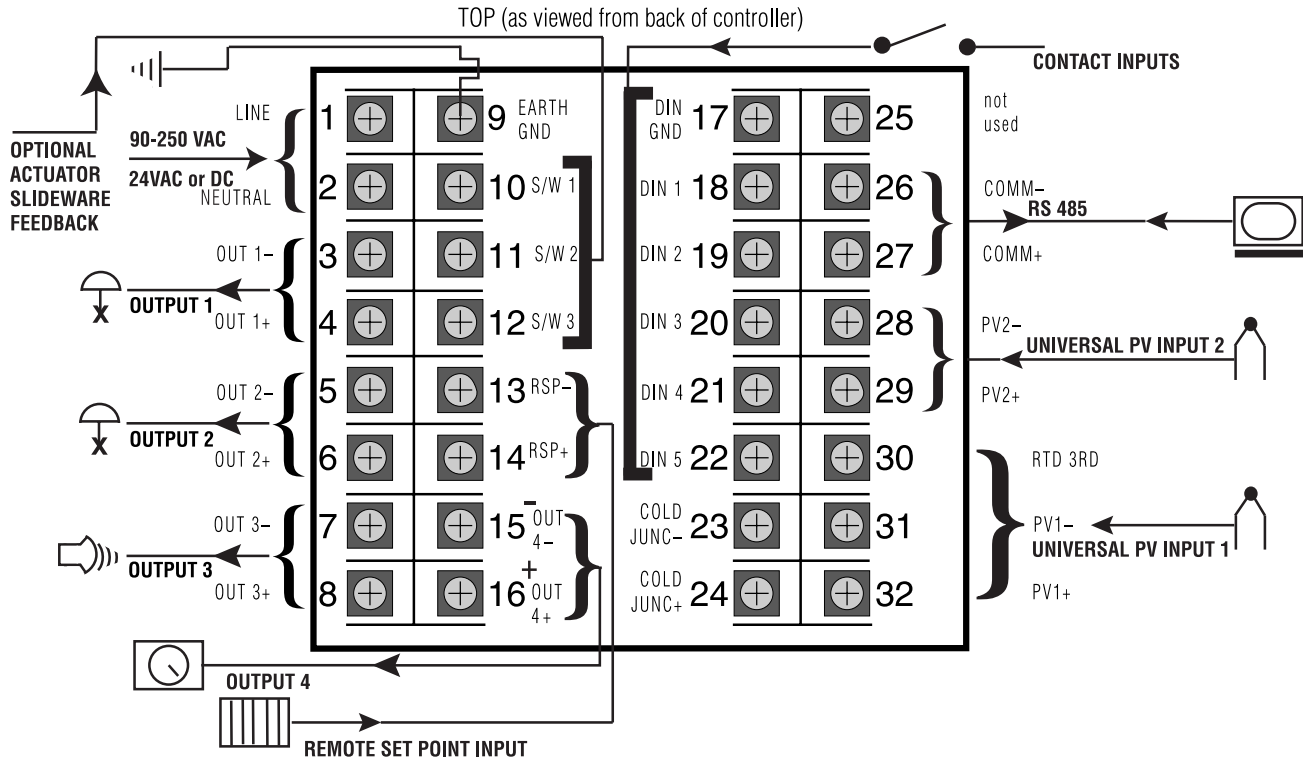 TOP (as viewed from back of controller)
CONTACT INPUTS
OPTIONAL
ACTUATOR
SLIDEWARE
FEEDBACK
90-250 VAC
24VAC or DC
LINE
NEUTRAL
OUT 1–
OUTPUT 1
OUT 1+
OUT 2–
OUTPUT 2
OUT 2+
OUT 3–
OUTPUT 3
OUT 3+
1
2
3
4
5
6
7
8
9 EARTH
GND
10 S/W 1
11 S/W 2
12 S/W 3
13 RSP–
14 RSP+
–
15 OUT
4–
+
16 OUT
4+
DIN
GND 17
DIN 1 18
DIN 2 19
DIN 3 20
DIN 4 21
DIN 5 22
COLD
JUNC– 23
COLD
JUNC+ 24
25
26
27
28
29
30
31
32
not
used
COMM–
RS 485
COMM+
PV2–
UNIVERSAL PV INPUT 2
PV2+
RTD 3RD
PV1–
UNIVERSAL PV INPUT 1
PV1+
X
X
OUTPUT 4
REMOTE SET POINT INPUT